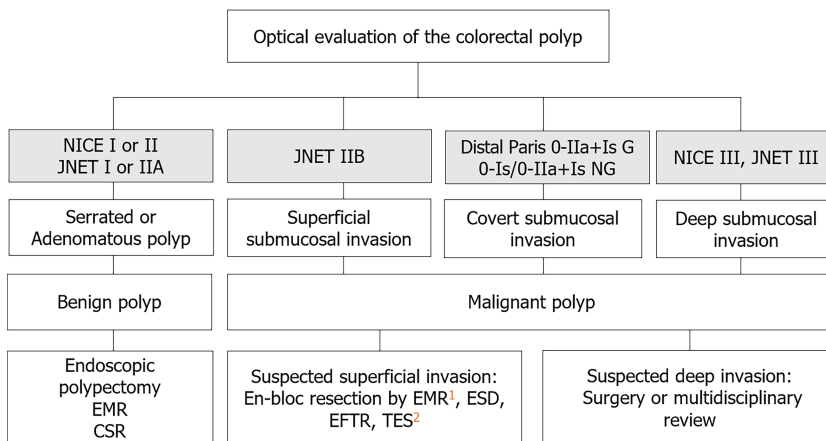 Optical evaluation of the colorectal polyp
NICE I or II
JNET I or IIA
JNET IIB
Distal Paris 0-IIa+Is G
0-Is/0-IIa+Is NG
NICE III, JNET III
Serrated or
Adenomatous polyp
Superficial
submucosal invasion
Covert submucosal
invasion
Deep submucosal
invasion
Benign polyp
Malignant polyp
Endoscopic
polypectomy
EMR
CSR
Suspected superficial invasion:
En-bloc resection by EMR¹, ESD,
EFTR, TES²
Suspected deep invasion:
Surgery or multidisciplinary
review